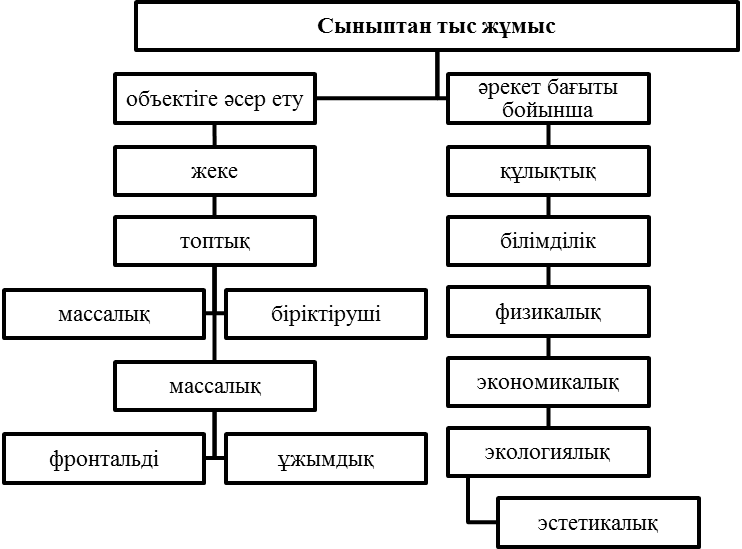 Сыныптан тыс жұмыс
объектіге әсер ету
әрекет бағыты
бойынша
жеке
құлықтық
топтық
білімділік
массалық
біріктіруші
физикалық
массалық
экономикалық
фронтальді
ұжымдық
экологиялық
эстетикалық